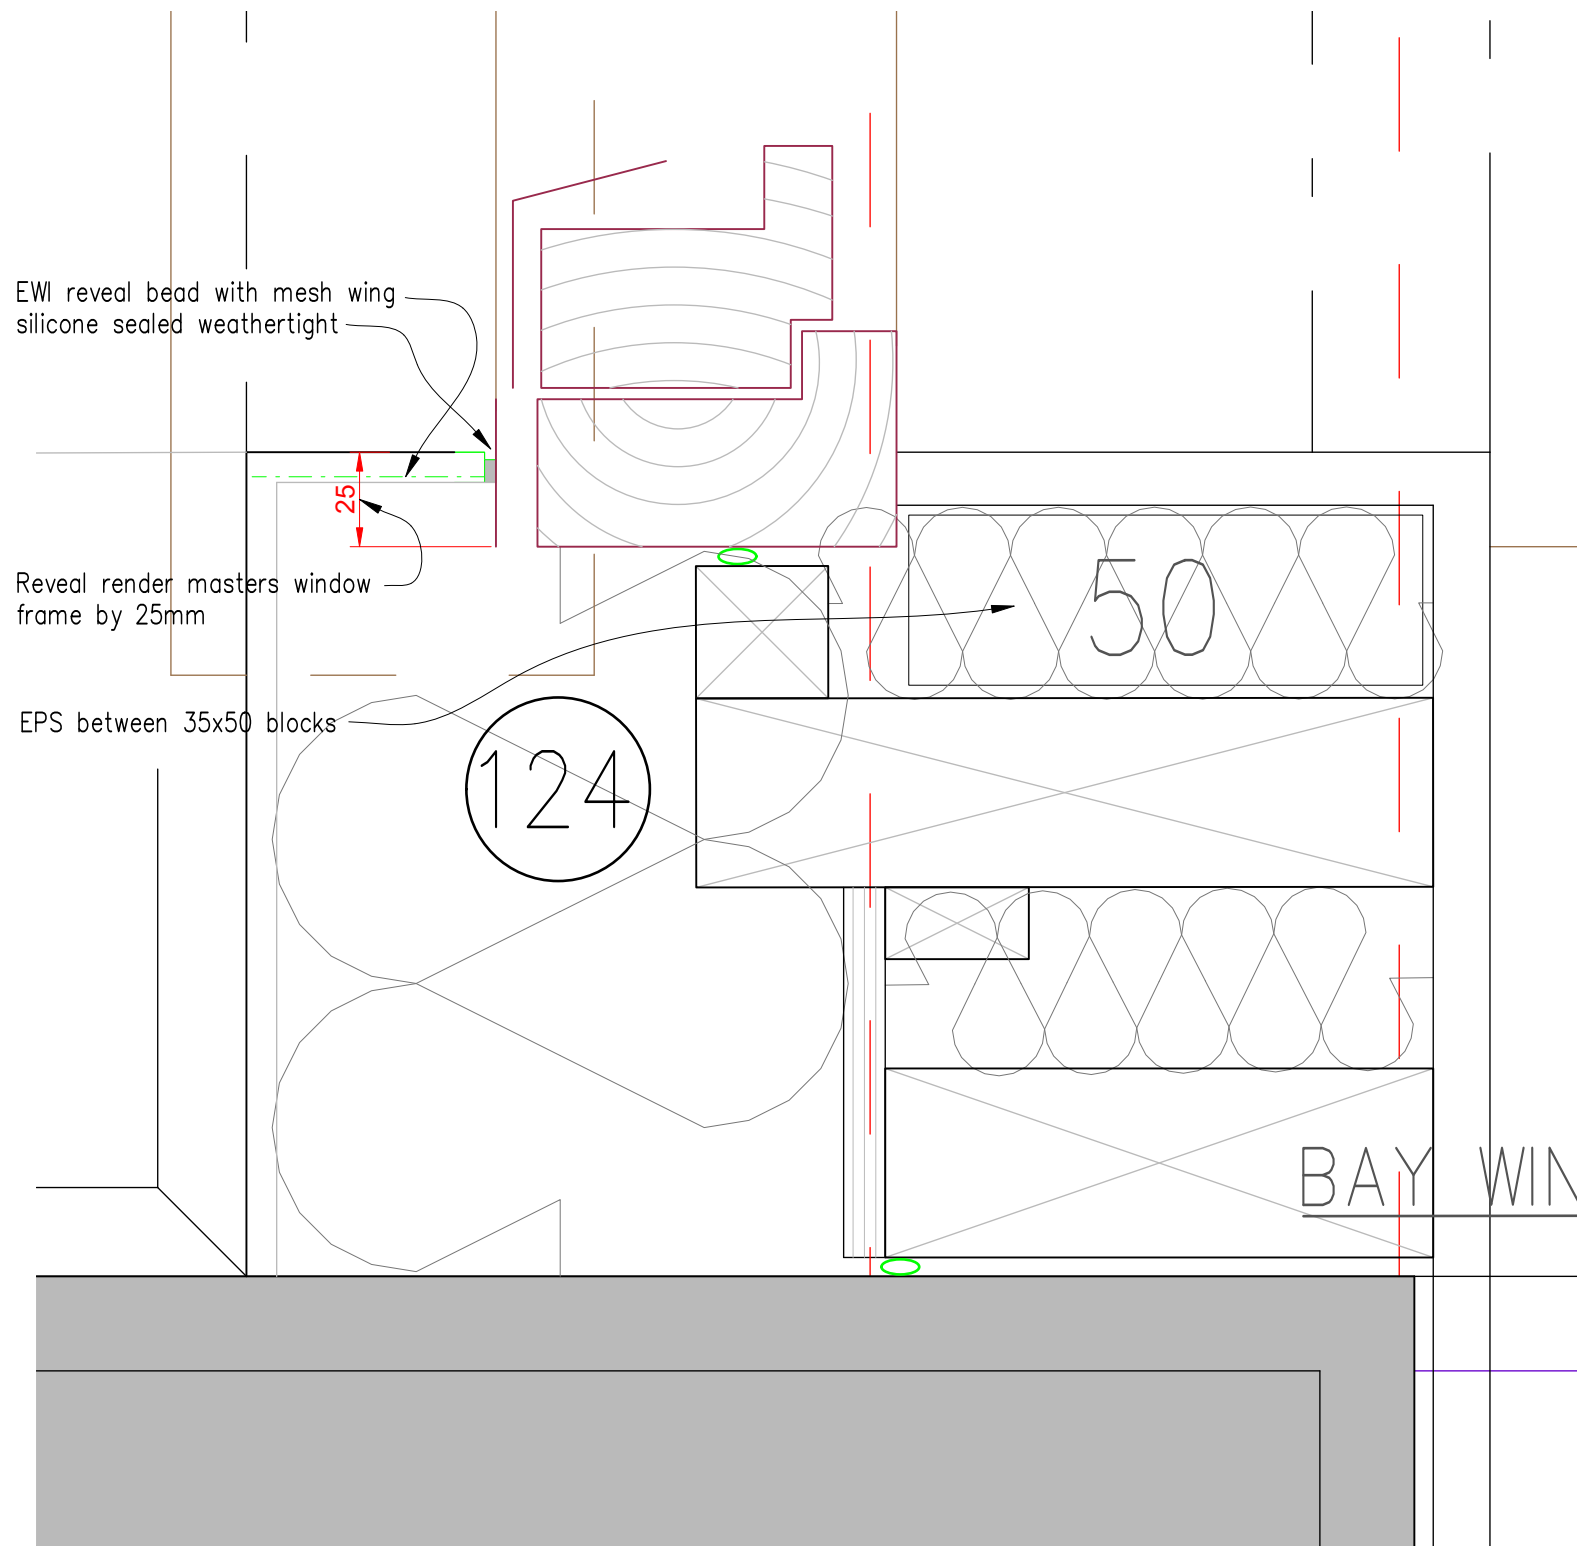 EWI reveal bead with mesh wing
silicone sealed weathertight
25
Reveal render masters window
frame by 25mm
50
EPS between 35x50 blocks
124
BAY WIN